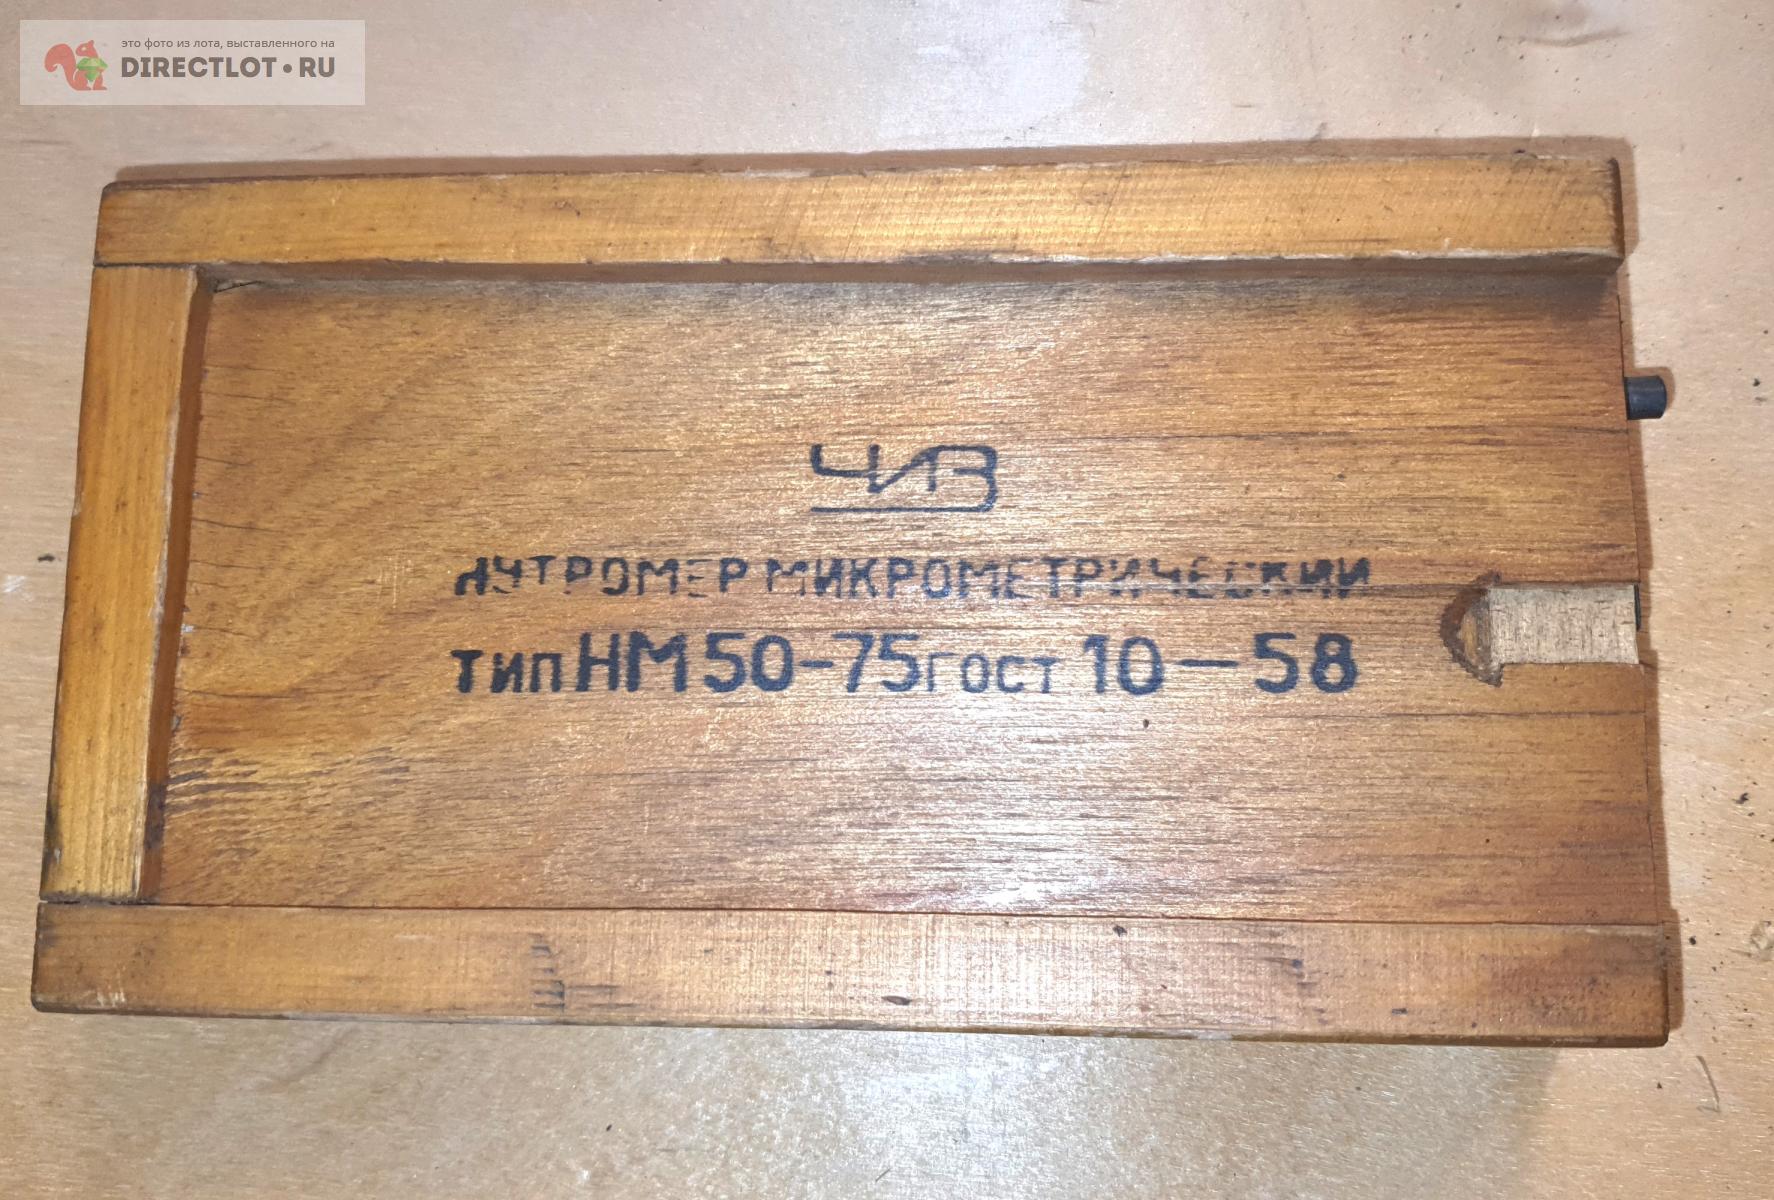 это фото из лота, выставленного на
DIRECTLOT•RU
ЧИЗ
НУТРОМЕР МИКРОМЕТРИЧЕСКИЙ
ТИП НМ 50-75 ГОСТ 10-58